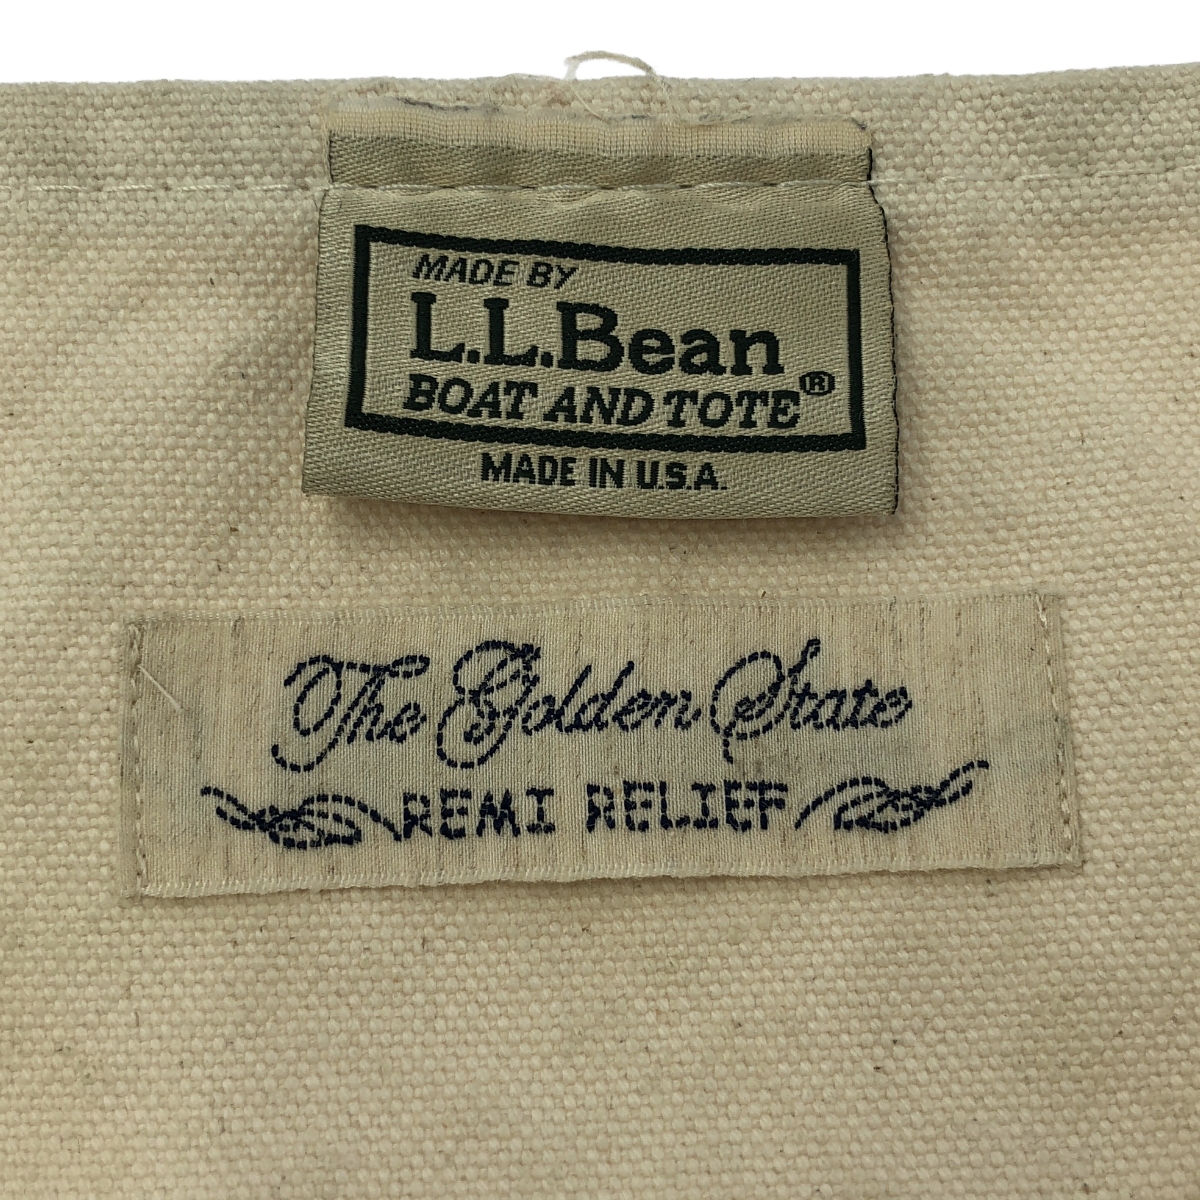 MADE BY
L.L.Bean
BOAT AND TOTE®
MADE IN U.S.A.
The Golden State
REMI RELIEF